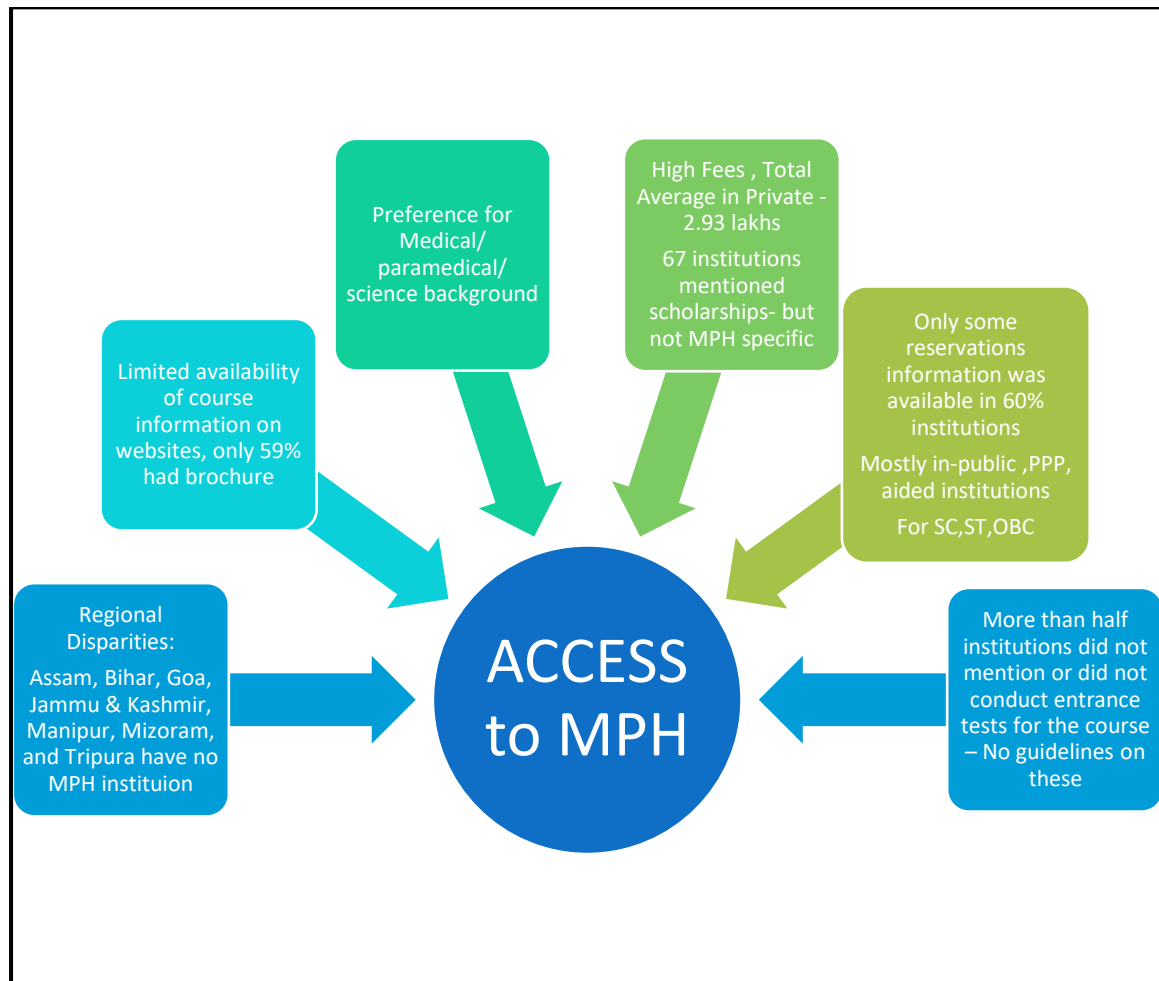 Regional
Disparities:
Assam, Bihar, Goa,
Jammu & Kashmir,
Manipur, Mizoram,
and Tripura have no
MPH instituion
Limited availability
of course
information on
websites, only 59%
had brochure
Preference for
Medical/
paramedical/
science background
High Fees , Total
Average in Private -
2.93 lakhs
67 institutions
mentioned
scholarships- but
not MPH specific
Only some
reservations
information was
available in 60%
institutions
Mostly in-public ,PPP,
aided institutions
For SC,ST,OBC
More than half
institutions did not
mention or did not
conduct entrance
tests for the course
– No guidelines on
these
ACCESS
to MPH